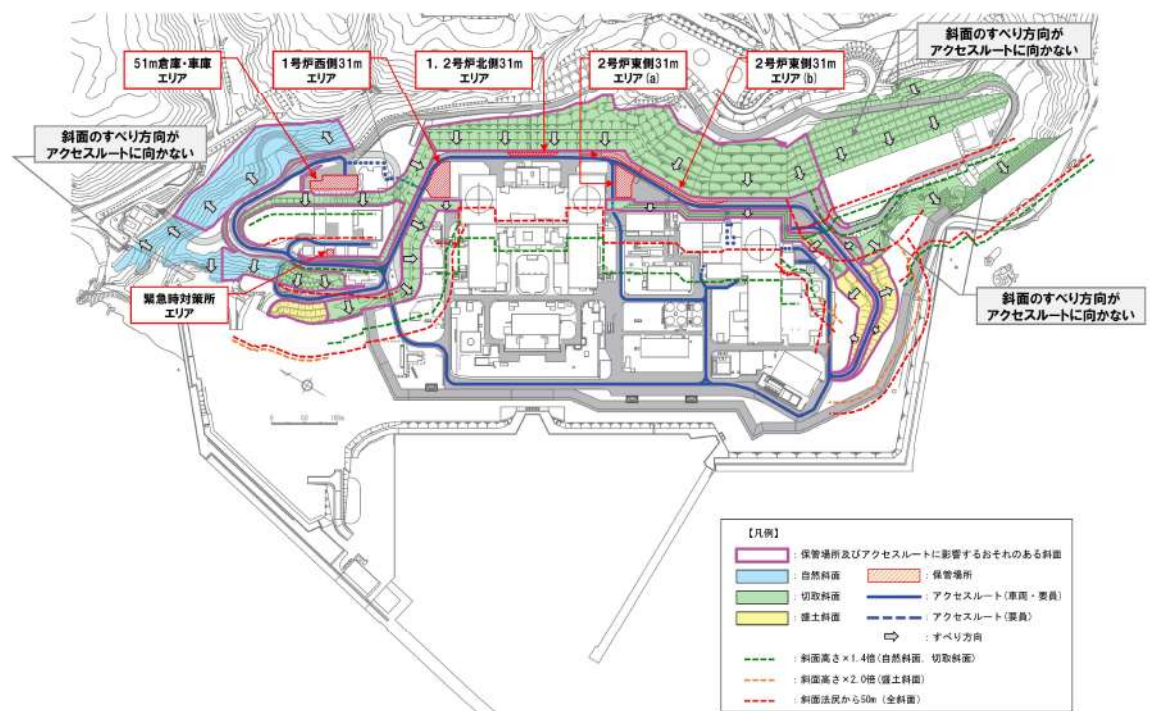 斜面のすべり方向が
アクセスルートに向かない
51m倉庫・車庫
エリア
1号炉西側31m
エリア
1，2号炉北側31m
エリア
2号炉東側31m
エリア(a)
2号炉東側31m
エリア(b)
斜面のすべり方向が
アクセスルートに向かない
緊急時対策所
エリア
斜面のすべり方向が
アクセスルートに向かない
【凡例】
：保管場所及びアクセスルートに影響するおそれのある斜面
：自然斜面
：保管場所
：切取斜面
：アクセスルート(車両・要員)
：盛土斜面
：アクセスルート(要員)
：すべり方向
：斜面高さ×1.4倍(自然斜面，切取斜面)
：斜面高さ×2.0倍(盛土斜面)
：斜面法尻から50m（全斜面）